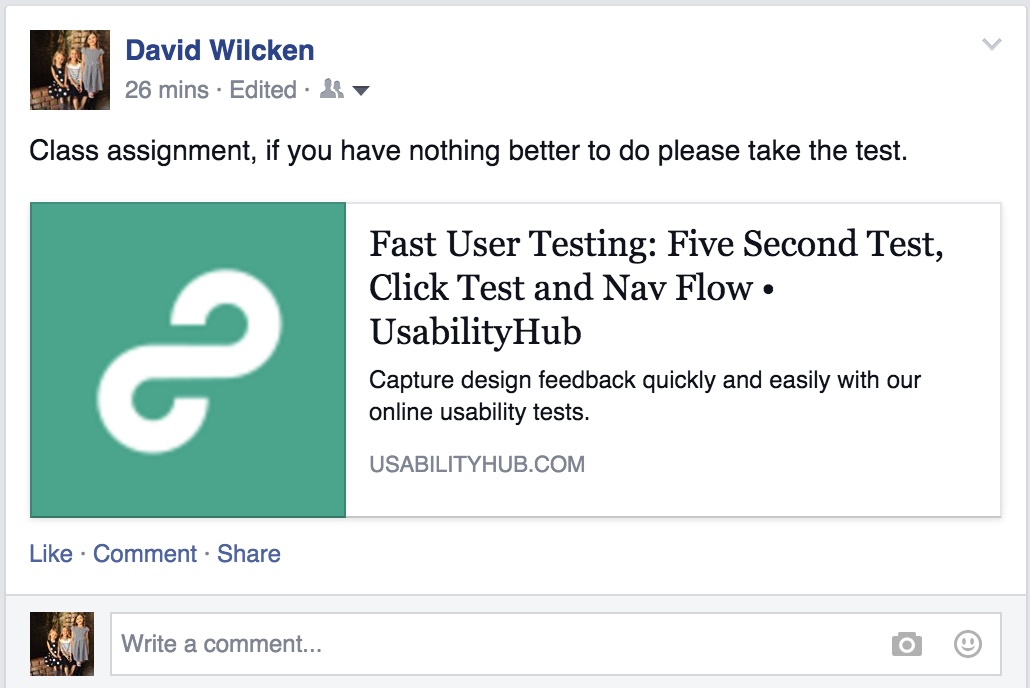 David Wilcken
26 mins · Edited ·
Class assignment, if you have nothing better to do please take the test.
Fast User Testing: Five Second Test,
Click Test and Nav Flow •
UsabilityHub
Capture design feedback quickly and easily with our
online usability tests.
USABILITYHUB.COM
Like · Comment · Share
Write a comment...